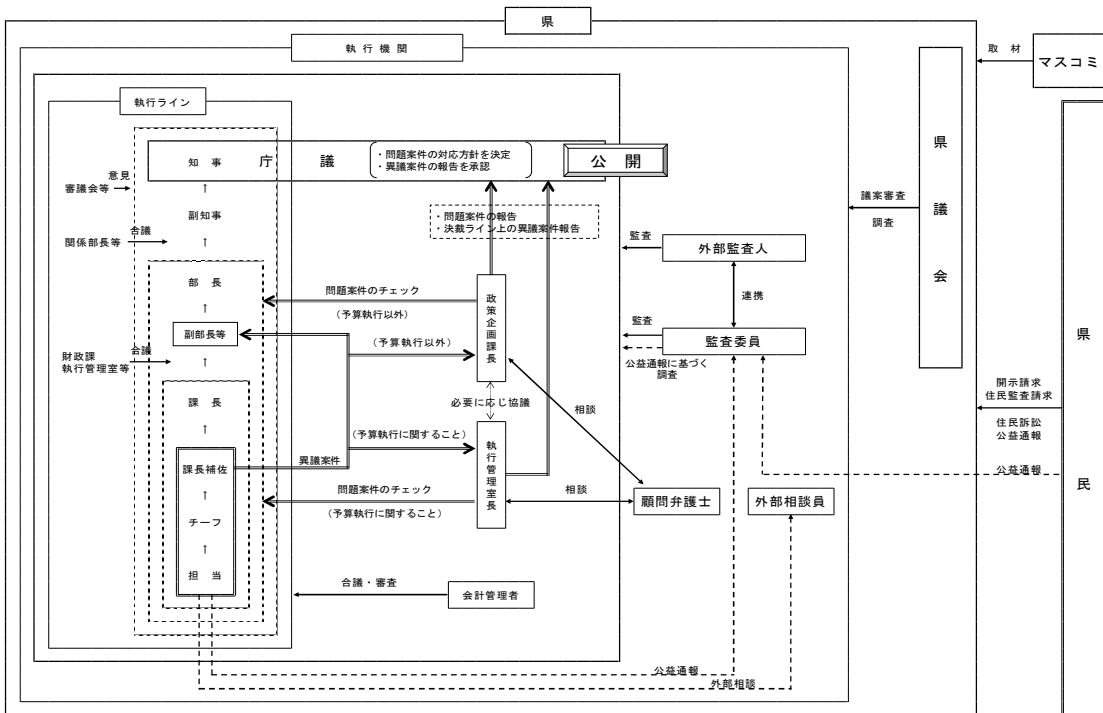 県
執行機関
取材
マスコミ
執行ライン
知事
庁議
・問題案件の対応方針を決定
・異議案件の報告を承認
公開
県議会
意見
審議会等
副知事
・問題案件の報告
・決裁ライン上の異議案件報告
議案審査
調査
合議
関係部長等
監査
外部監査人
部長
問題案件のチェック
(予算執行以外)
政策企画課長
連携
副部長等
(予算執行以外)
監査
監査委員
公益通報に基づく
調査
県民
合議
財政課
執行管理室等
課長
必要に応じ協議
相談
開示請求
住民監査請求
住民訴訟
公益通報
(予算執行に関すること)
執行管理室長
課長補佐
異議案件
公益通報
問題案件のチェック
(予算執行に関すること)
相談
顧問弁護士
外部相談員
チーフ
担当
合議・審査
会計管理者
公益通報
外部相談